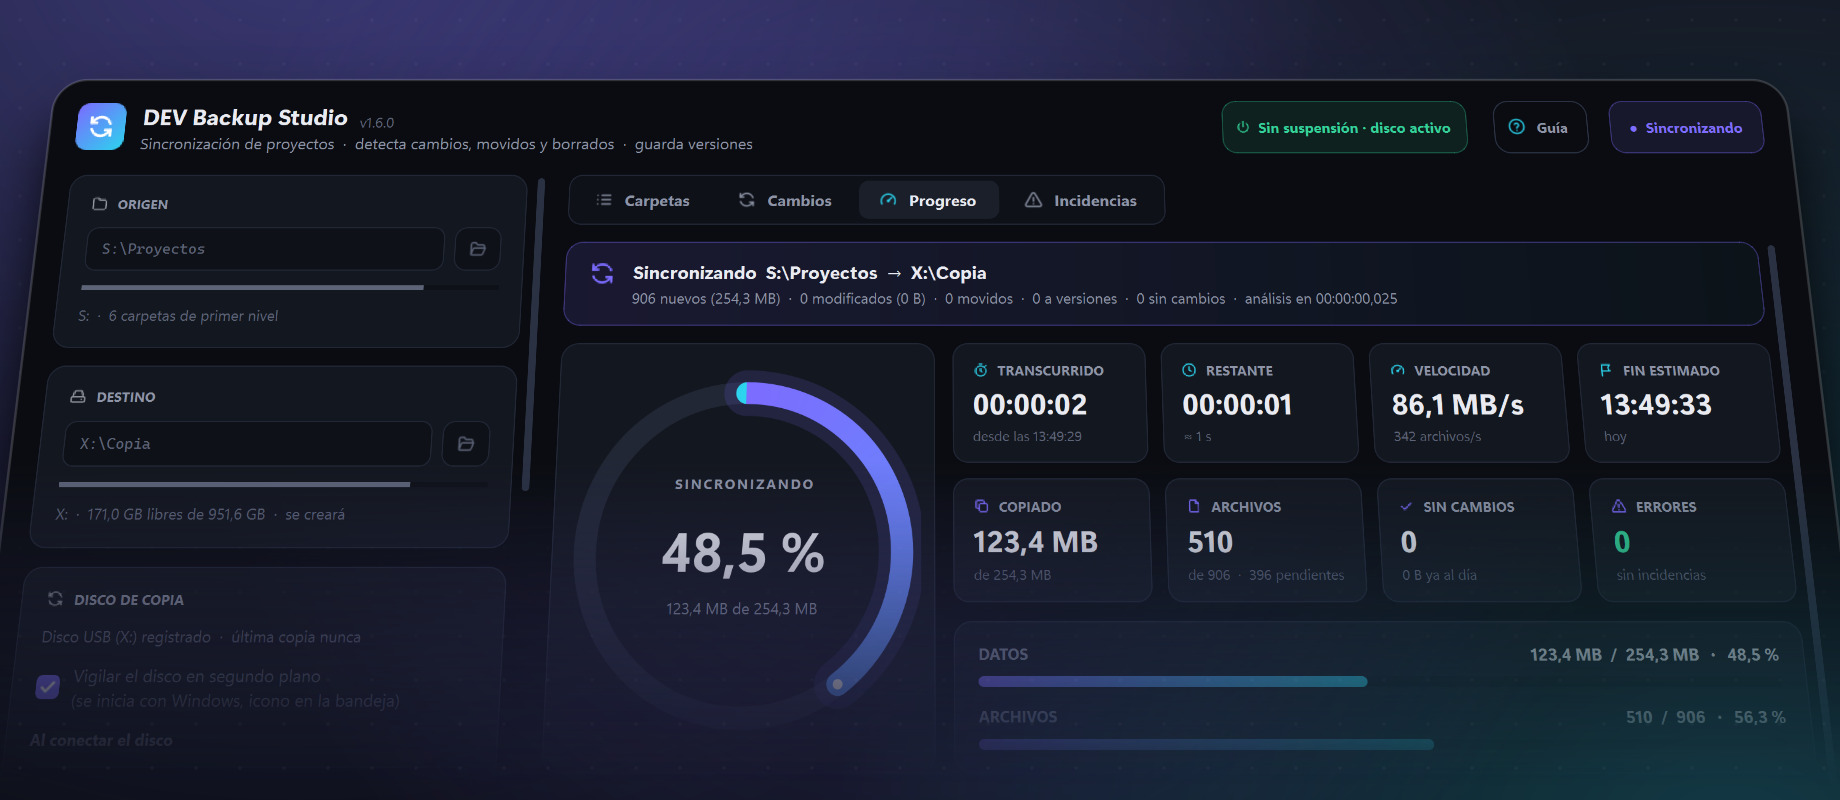 DEV Backup Studio v1.6.0
Sincronización de proyectos · detecta cambios, movidos y borrados · guarda versiones
Sin suspensión · disco activo
Guía
Sincronizando
ORIGEN
S:\Proyectos
S: · 6 carpetas de primer nivel
DESTINO
X:\Copia
X: · 171,0 GB libres de 951,6 GB · se creará
DISCO DE COPIA
Disco USB (X:) registrado · última copia nunca
Vigilar el disco en segundo plano
(se inicia con Windows, icono en la bandeja)
Al conectar el disco
Carpetas
Cambios
Progreso
Incidencias
Sincronizando S:\Proyectos → X:\Copia
906 nuevos (254,3 MB) · 0 modificados (0 B) · 0 movidos · 0 a versiones · 0 sin cambios · análisis en 00:00:00,025
SINCRONIZANDO
48,5 %
123,4 MB de 254,3 MB
TRANSCURRIDO
00:00:02
desde las 13:49:29
RESTANTE
00:00:01
≈ 1 s
VELOCIDAD
86,1 MB/s
342 archivos/s
FIN ESTIMADO
13:49:33
hoy
COPIADO
123,4 MB
de 254,3 MB
ARCHIVOS
510
de 906 · 396 pendientes
SIN CAMBIOS
0
0 B ya al día
ERRORES
0
sin incidencias
DATOS
123,4 MB / 254,3 MB · 48,5 %
ARCHIVOS
510 / 906 · 56,3 %